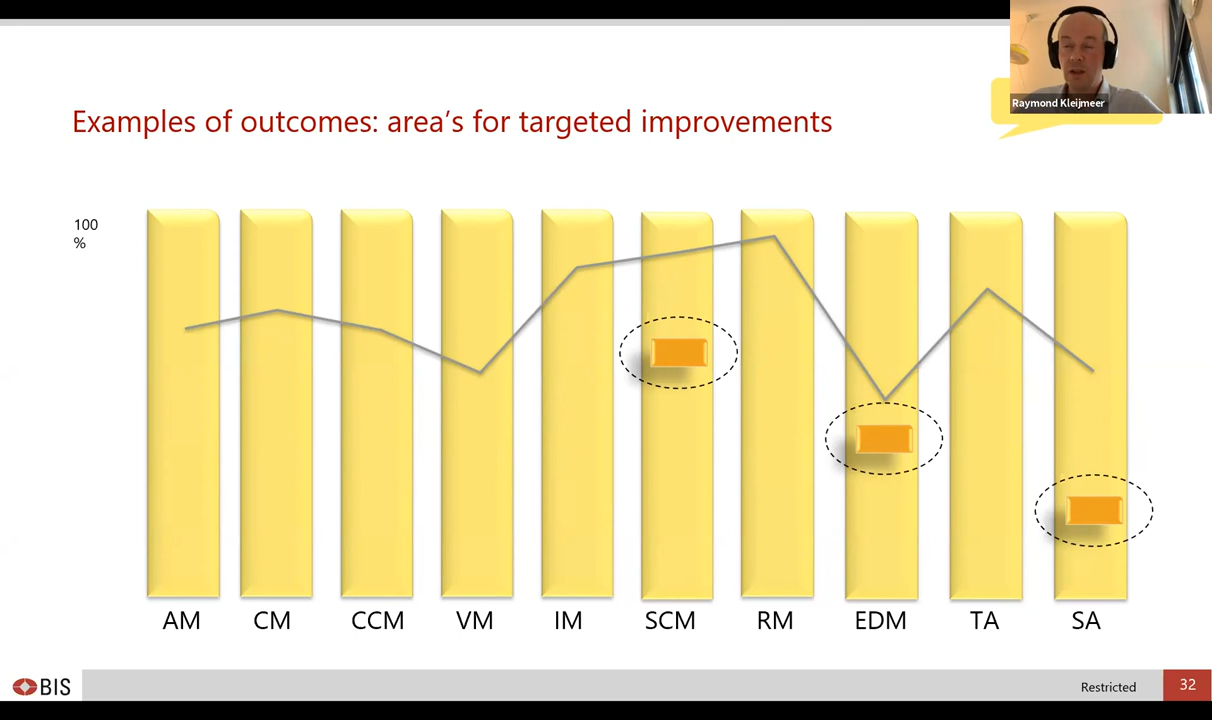 Raymond Kleijmeer
Examples of outcomes: area’s for targeted improvements
100
%
AM CM CCM VM IM SCM RM EDM TA SA
BIS
Restricted
32